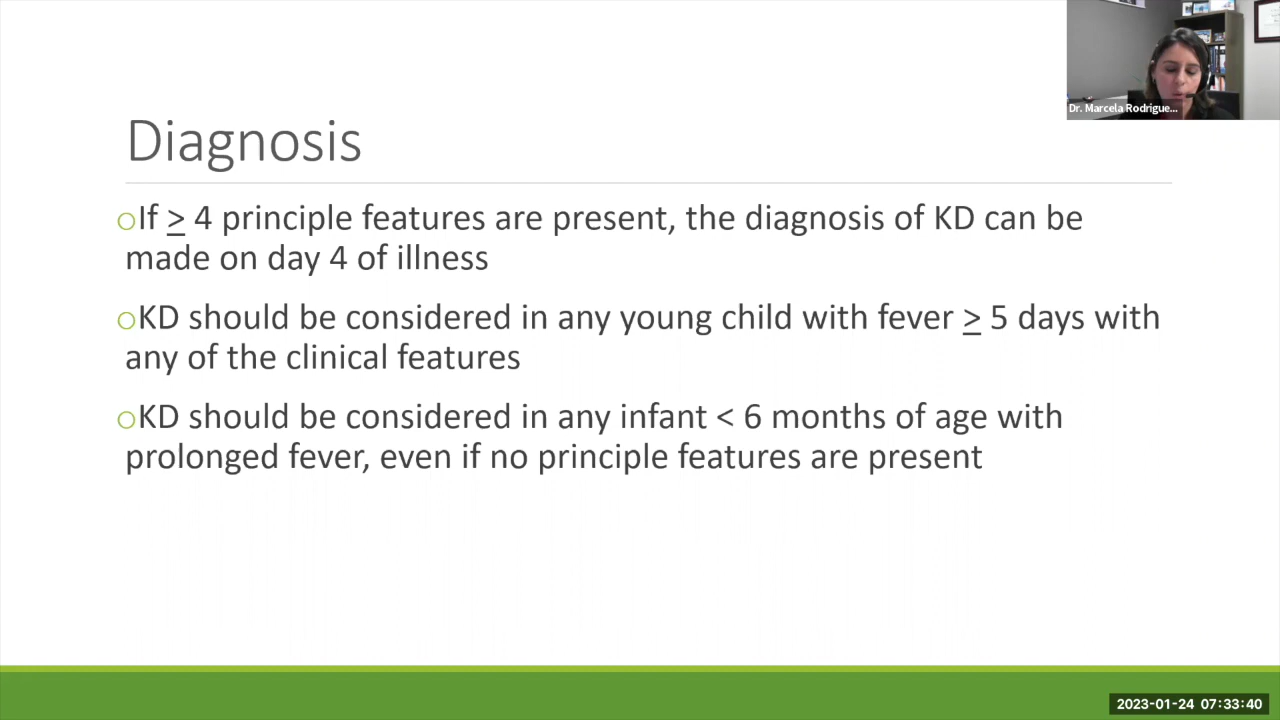 Dr. Marcela Rodrigue...
Diagnosis
If ≥ 4 principle features are present, the diagnosis of KD can be
made on day 4 of illness
KD should be considered in any young child with fever ≥ 5 days with
any of the clinical features
KD should be considered in any infant < 6 months of age with
prolonged fever, even if no principle features are present
2023-01-24 07:33:40